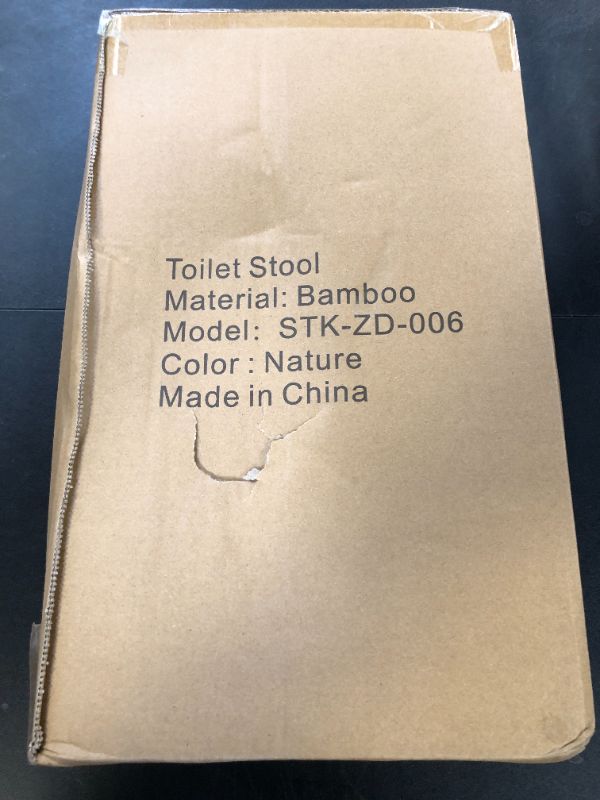 Toilet Stool
Material: Bamboo
Model: STK-ZD-006
Color : Nature
Made in China